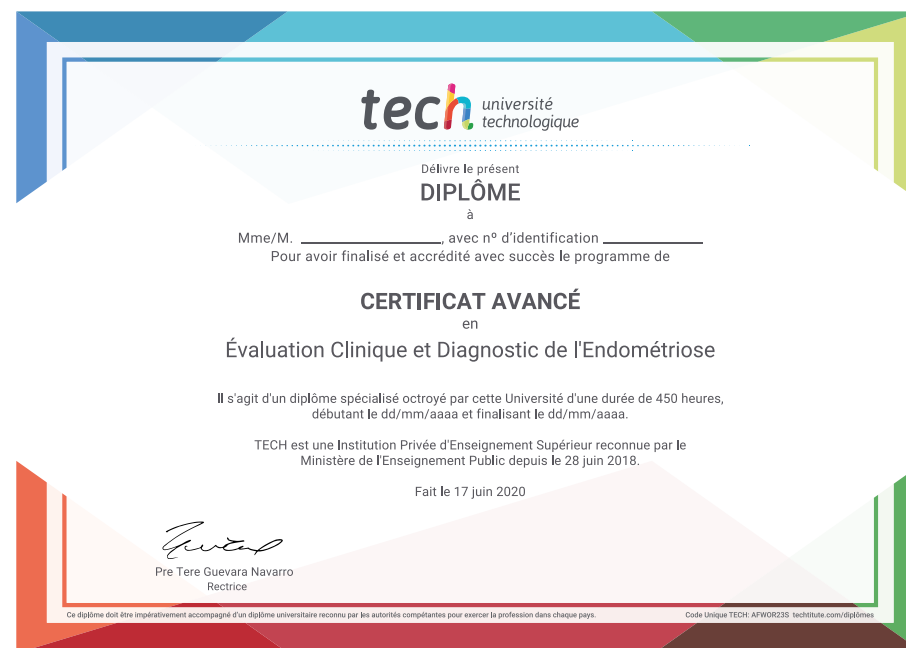 tech université
technologique
Délivre le présent
DIPLÔME
à
Mme/M. ____________________, avec nº d'identification ______________
Pour avoir finalisé et accrédité avec succès le programme de
CERTIFICAT AVANCÉ
en
Évaluation Clinique et Diagnostic de l'Endométriose
Il s'agit d'un diplôme spécialisé octroyé par cette Université d'une durée de 450 heures,
débutant le dd/mm/aaaa et finalisant le dd/mm/aaaa.
TECH est une Institution Privée d'Enseignement Supérieur reconnue par le
Ministère de l'Enseignement Public depuis le 28 juin 2018.
Fait le 17 juin 2020
Pre Tere Guevara Navarro
Rectrice
Ce diplôme doit être impérativement accompagné d'un diplôme universitaire reconnu par les autorités compétantes pour exercer la profession dans chaque pays.
Code Unique TECH: AFWOR23S techtitute.com/diplômes